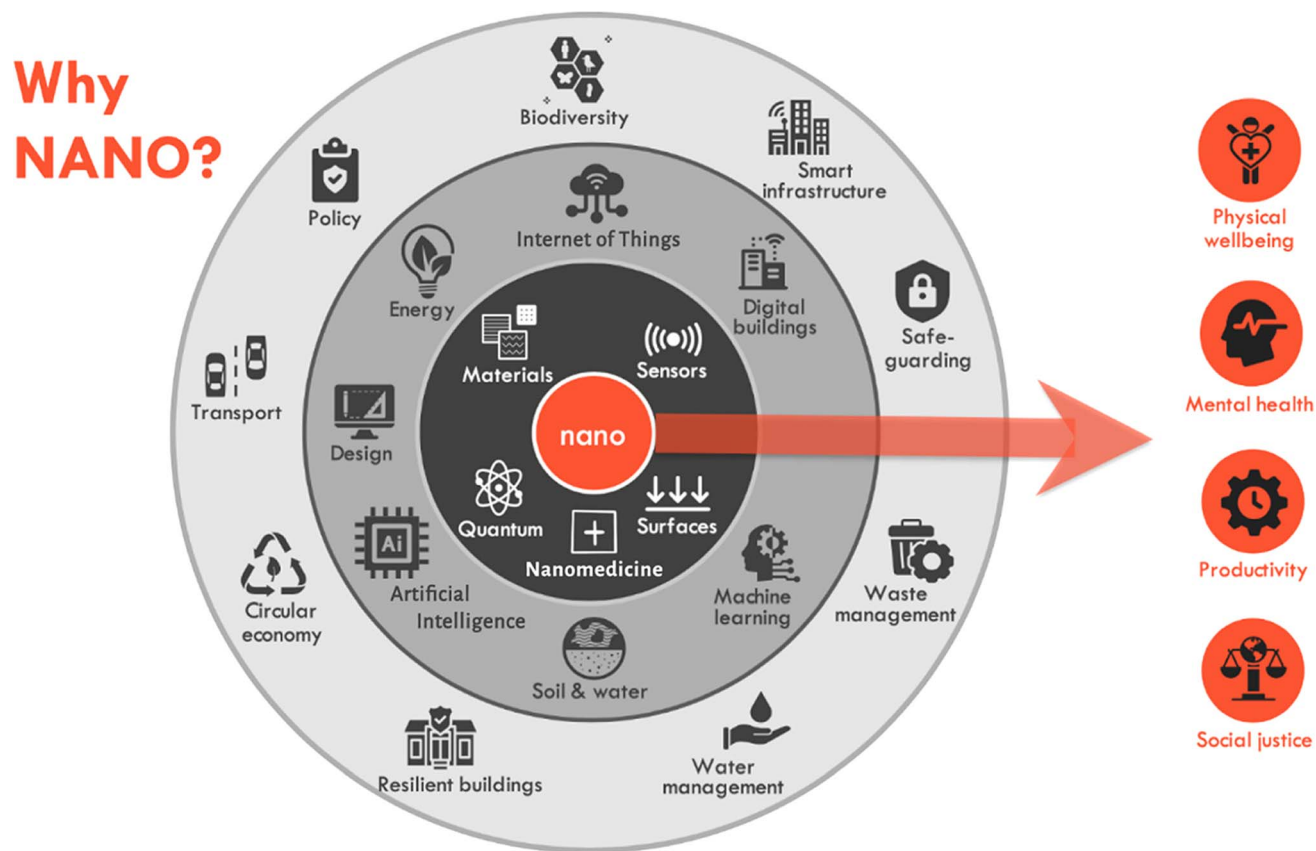 Why
NANO?
Biodiversity
Smart
infrastructure
Policy
Internet of Things
Energy
Digital
buildings
Safe-
guarding
Materials
Sensors
Transport
Design
nano
Quantum
Surfaces
Nanomedicine
Ai
Artificial
Intelligence
Machine
learning
Waste
management
Circular
economy
Soil & water
Resilient buildings
Water
management
Physical
wellbeing
Mental health
Productivity
Social justice